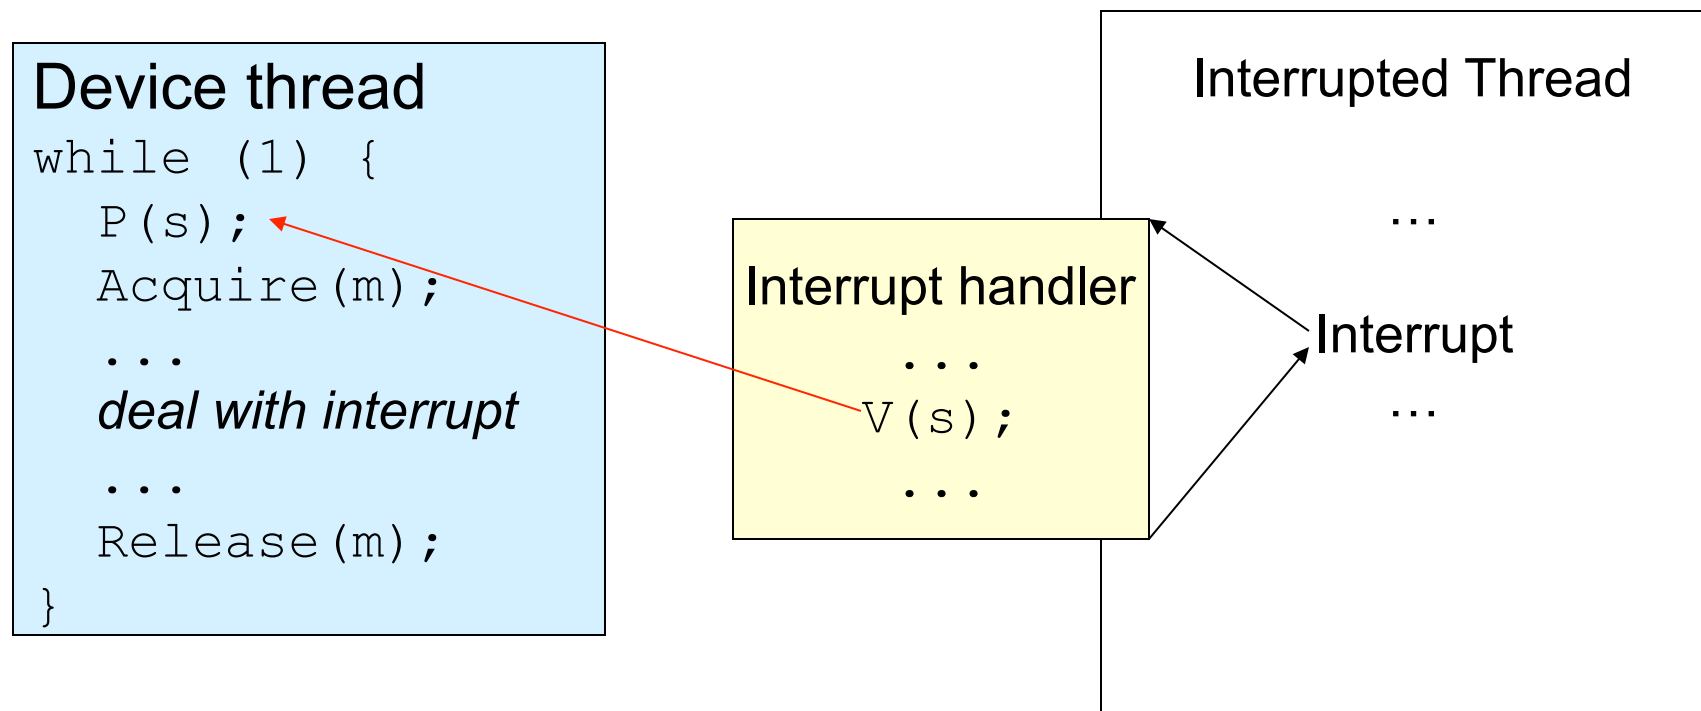 Device thread
while (1) {
P(s);
Acquire(m);
...
deal with interrupt
...
Release(m);
}
Interrupt handler
...
V(s);
...
Interrupted Thread
...
Interrupt
...